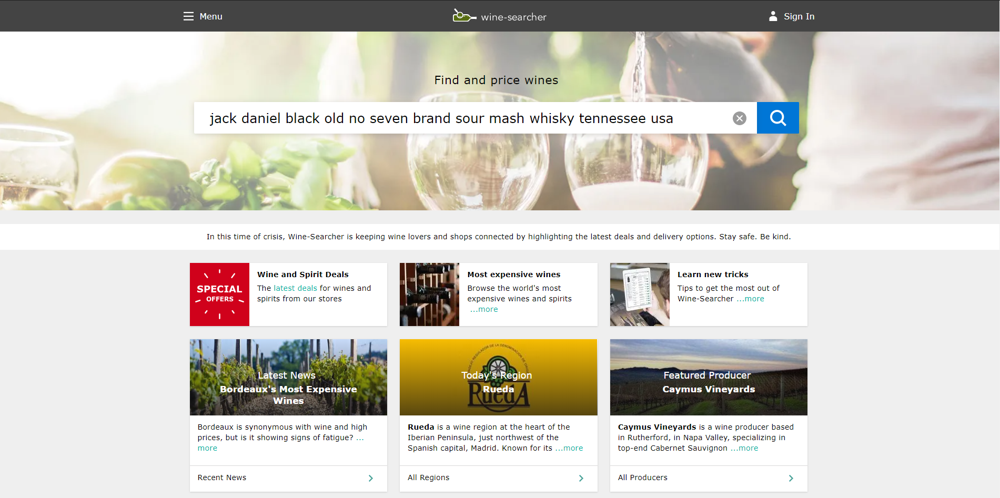 Menu
wine-searcher
Sign In
Find and price wines
jack daniel black old no seven brand sour mash whisky tennessee usa
In this time of crisis, Wine-Searcher is keeping wine lovers and shops connected by highlighting the latest deals and delivery options. Stay safe. Be kind.
SPECIAL
OFFERS
Wine and Spirit Deals
The latest deals for wines and
spirits from our stores
Most expensive wines
Browse the world's most
expensive wines and spirits
...more
Learn new tricks
Tips to get the most out of
Wine-Searcher ...more
Latest News
Bordeaux's Most Expensive
Wines
Bordeaux is synonymous with wine and high
prices, but is it showing signs of fatigue? ...
more
Recent News
Today's Region
Rueda
RuedA
Rueda is a wine region at the heart of the
Iberian Peninsula, just northwest of the
Spanish capital, Madrid. Known for its ...more
All Regions
Featured Producer
Caymus Vineyards
Caymus Vineyards is a wine producer based
in Rutherford, in Napa Valley, specializing in
top-end Cabernet Sauvignon ...more
All Producers